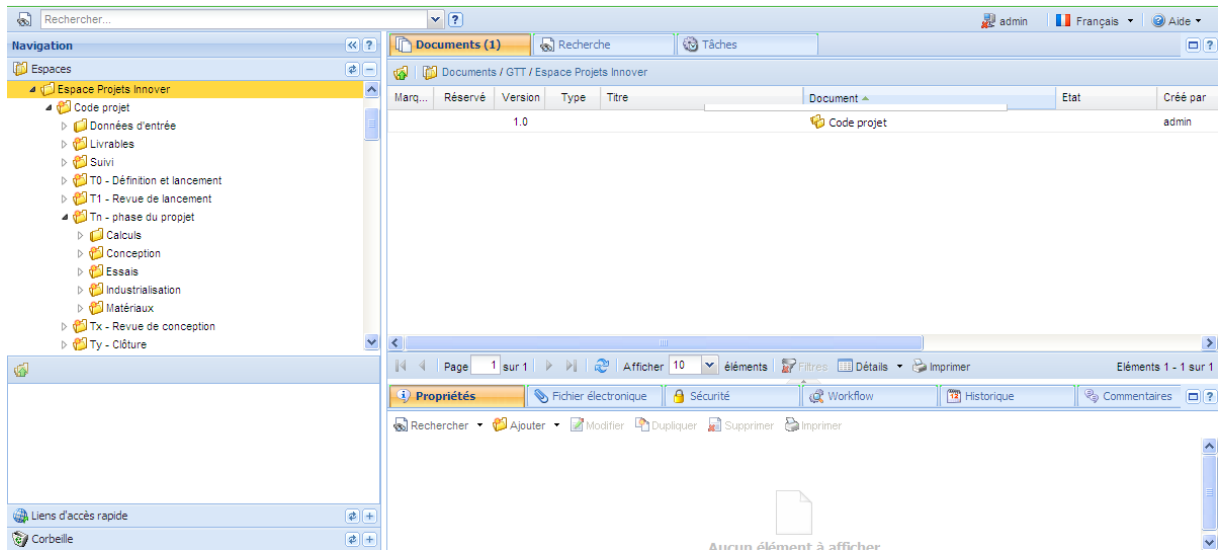 Rechercher...
?
admin
Français
Aide
Navigation
?
Documents (1)
Recherche
Tâches
?
Espaces
Documents / GTT / Espace Projets Innover
Espace Projets Innover
Marq...
Réservé
Version
Type
Titre
Document
Etat
Créé par
Code projet
1.0
Code projet
admin
Données d'entrée
Livrables
Suivi
T0 - Définition et lancement
T1 - Revue de lancement
Tn - phase du propjet
Calculs
Conception
Essais
Industrialisation
Matériaux
Tx - Revue de conception
Ty - Clôture
Page 1 sur 1
Afficher 10 éléments
Filtres
Détails
Imprimer
Eléments 1 - 1 sur 1
Propriétés
Fichier électronique
Sécurité
Workflow
12
Historique
Commentaires
?
Rechercher
Ajouter
Modifier
Dupliquer
Supprimer
Imprimer
Aucun élément à afficher
Liens d'accès rapide
Corbeille